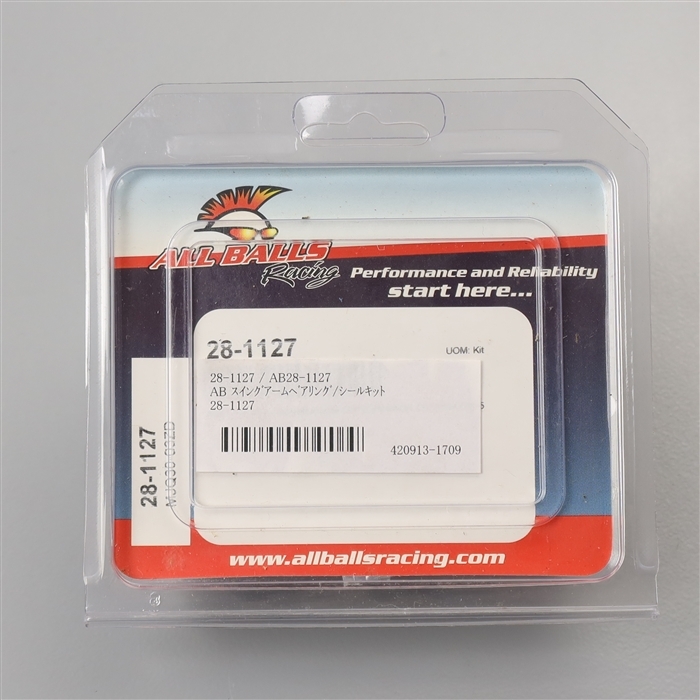 ALL BALLS
Racing
Performance and Reliability
start here...
28-1127
UOM: Kit
28-1127 / AB28-1127
AB スイングアームベアリング/シールキット
28-1127
420913-1709
28-1127
MJQ30 03ZD
www.allballsracing.com